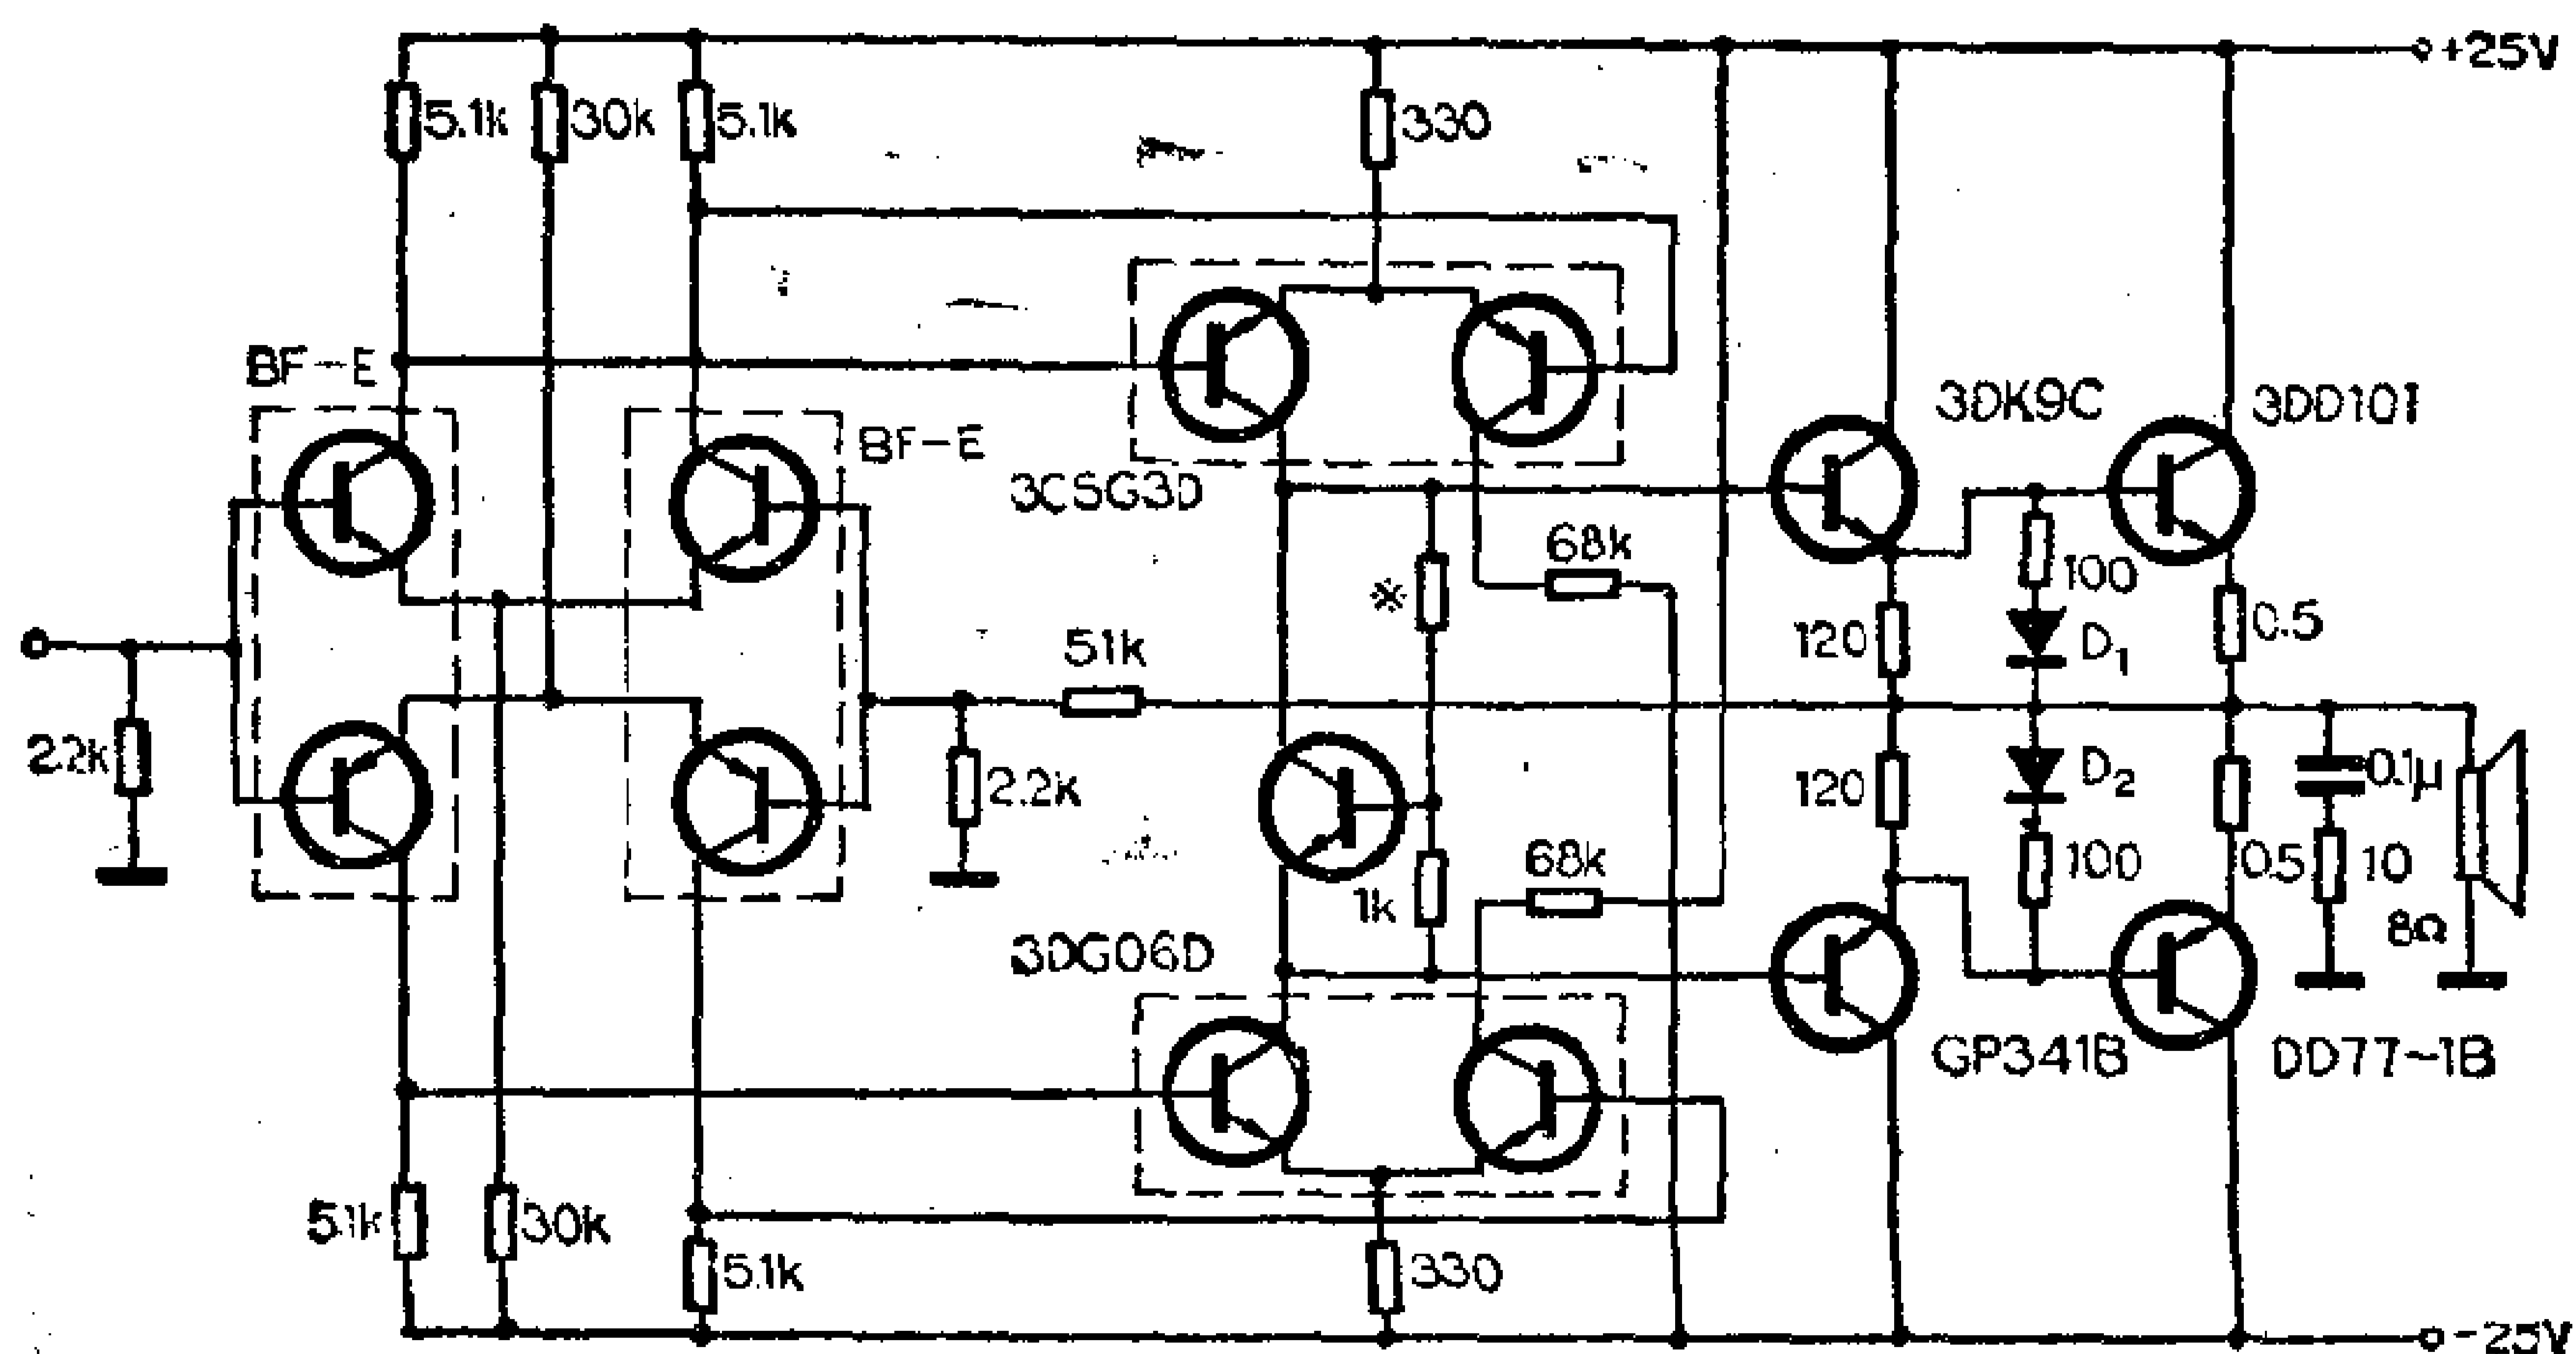 +25V
5.1k
30k
5.1k
330
BF-E
BF-E
3CSG3D
3DK9C
3DD101
68k
※
100
D1
120
0.5
51k
22k
2.2k
120
D2
0.1μ
68k
1k
100
0.5
10
8Ω
3DG06D
GP341B
DD77-1B
5.1k
30k
5.1k
330
-25V